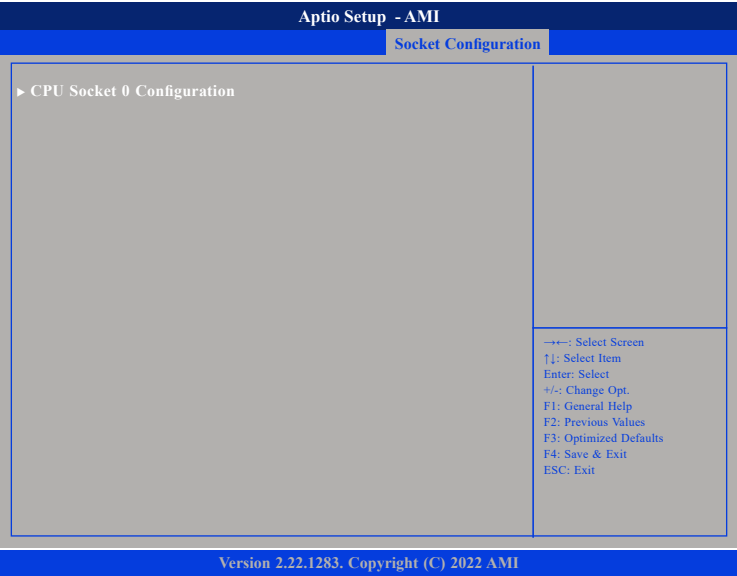 Aptio Setup - AMI
Socket Configuration
► CPU Socket 0 Configuration
→←: Select Screen
↑↓: Select Item
Enter: Select
+/-: Change Opt.
F1: General Help
F2: Previous Values
F3: Optimized Defaults
F4: Save & Exit
ESC: Exit
Version 2.22.1283. Copyright (C) 2022 AMI